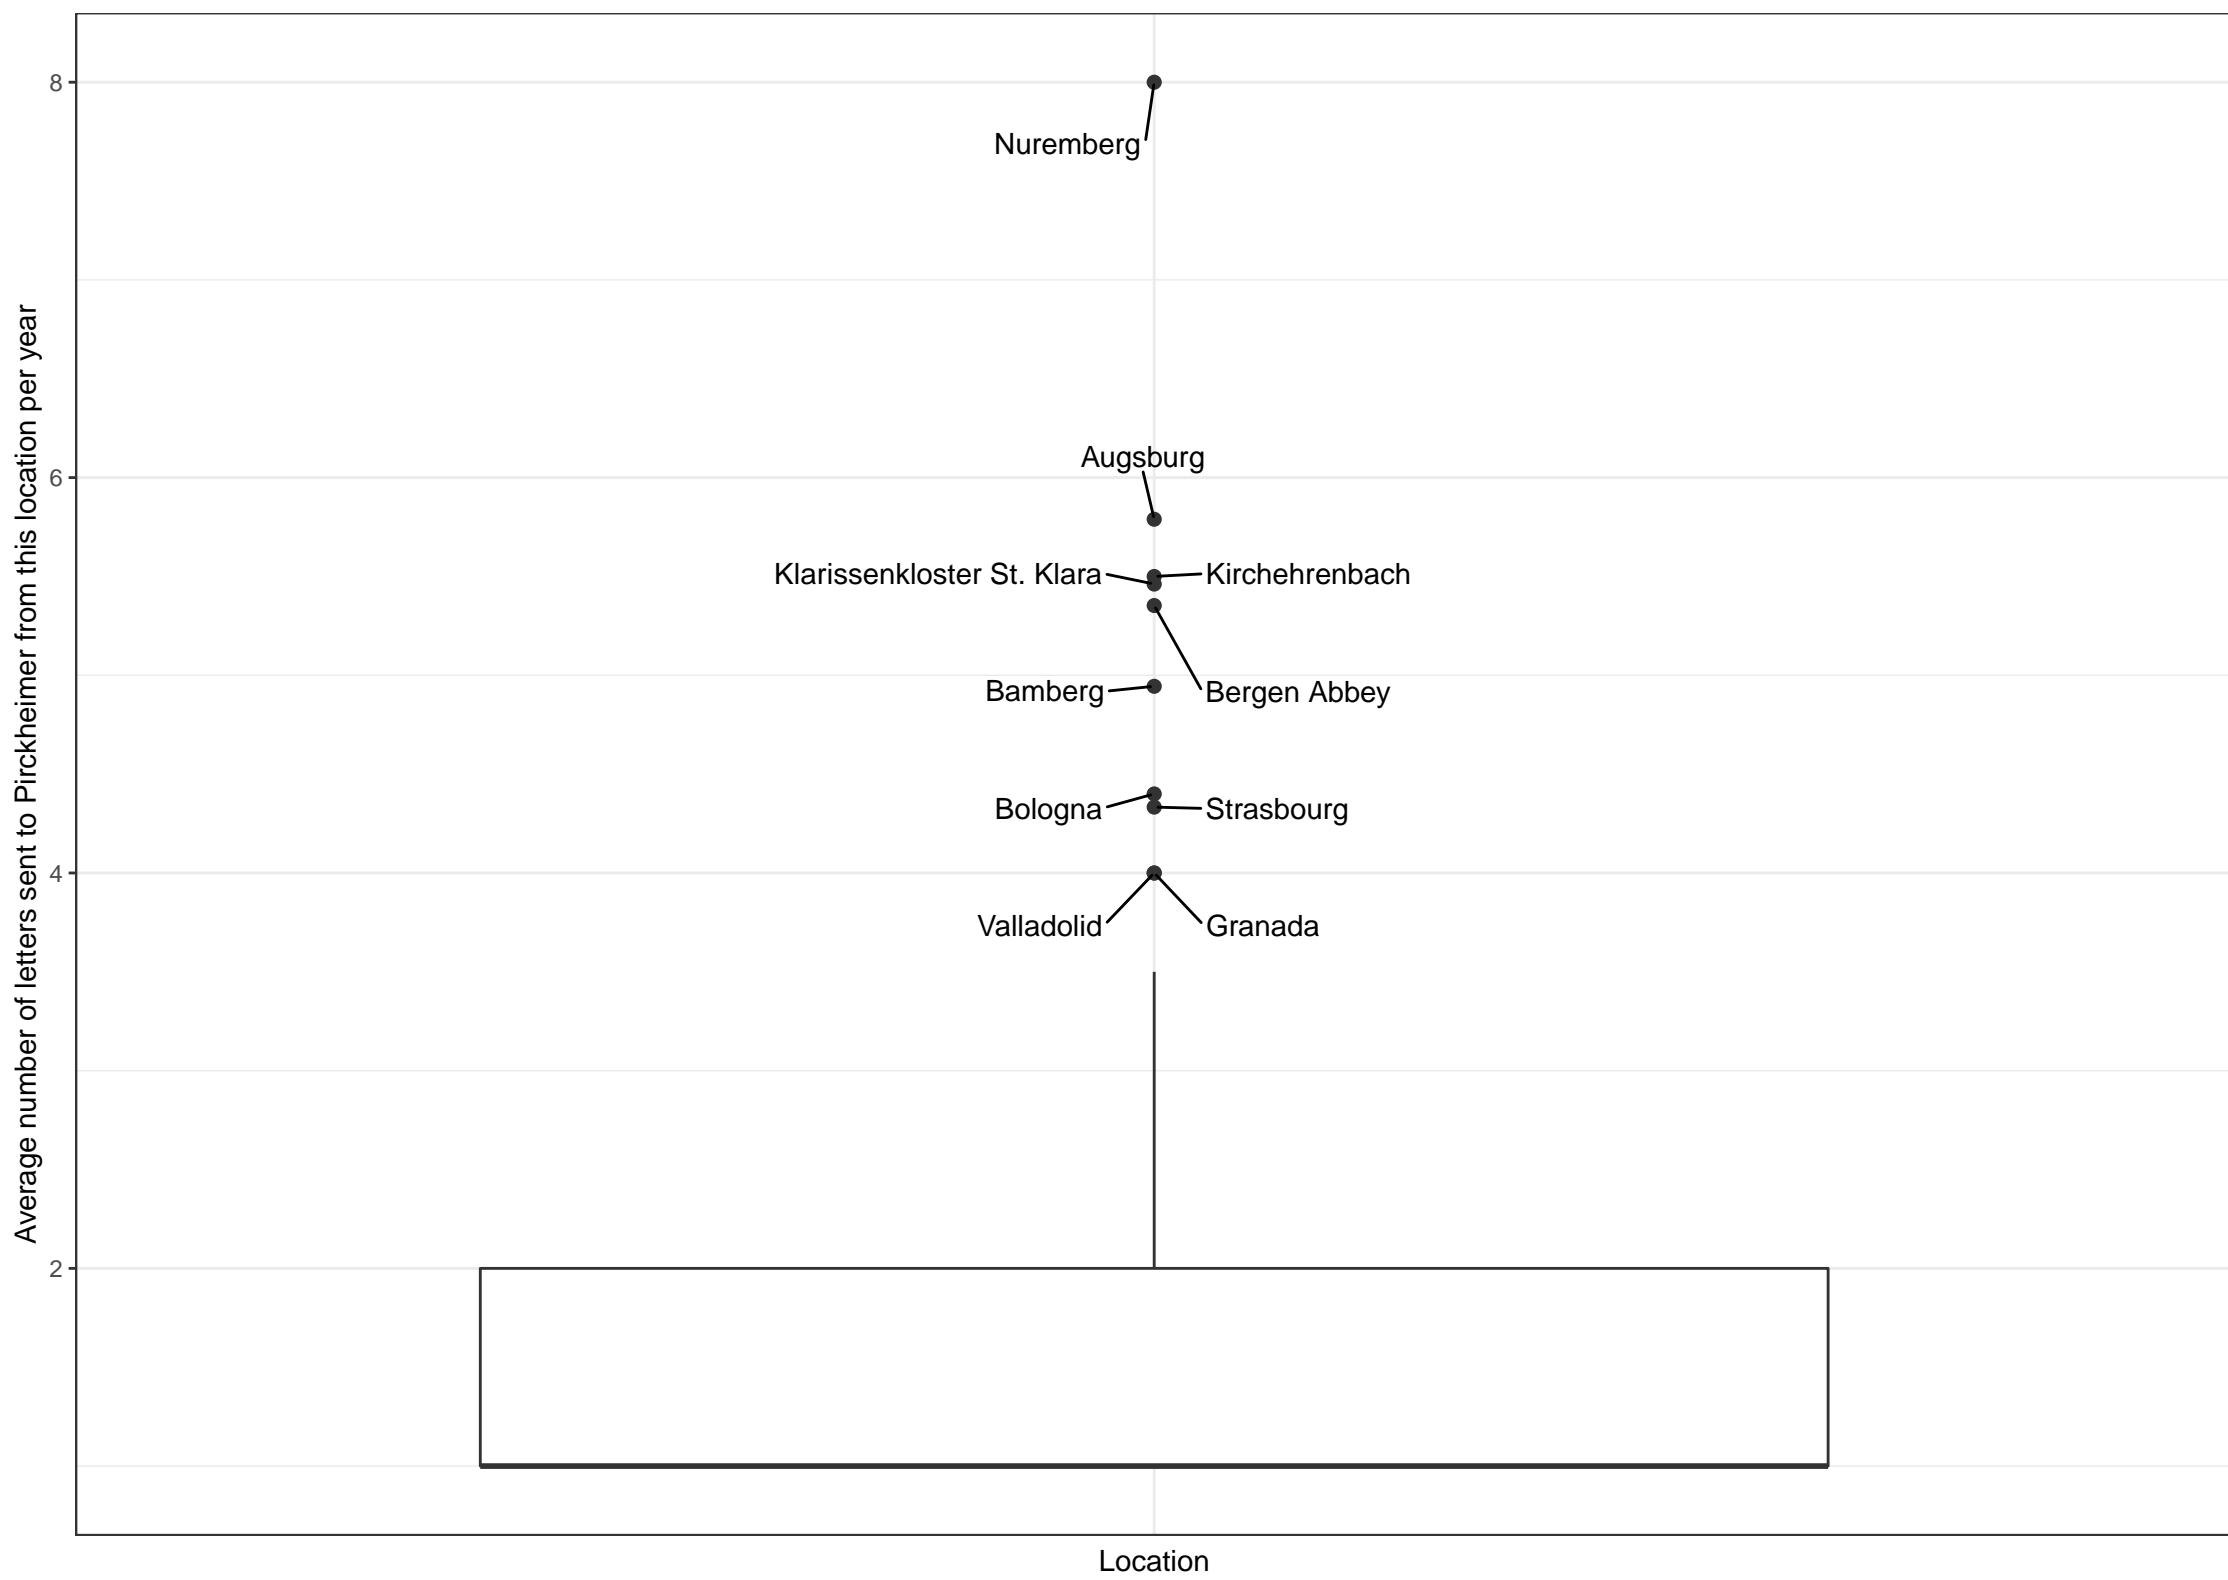 8
Nuremberg
Augsburg
6
Klarissenkloster St. Klara
Kirchehrenbach
Bamberg
Bergen Abbey
Bologna
Strasbourg
4
Valladolid
Granada
2
Average number of letters sent to Pirckheimer from this location per year
Location